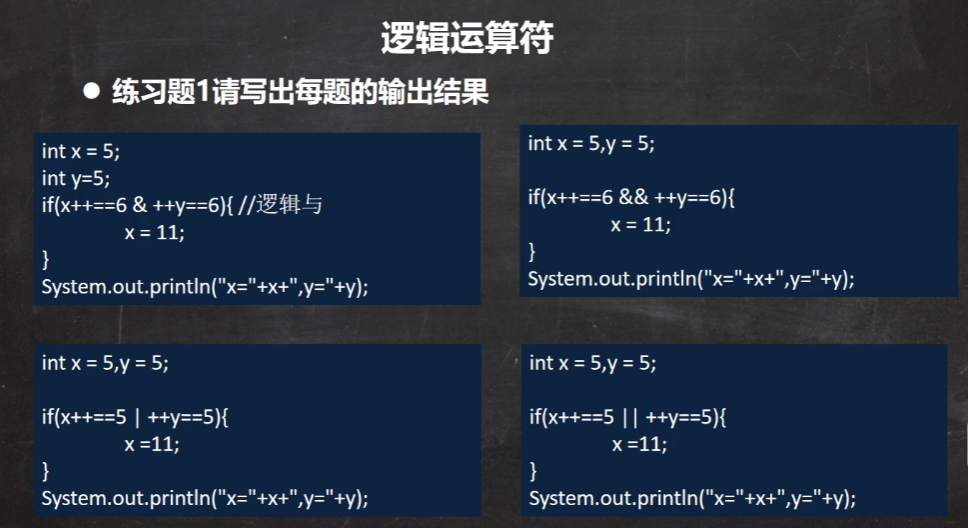 逻辑运算符
● 练习题1请写出每题的输出结果
int x = 5;
int y=5;
if(x++==6 & ++y==6){ //逻辑与
x = 11;
}
System.out.println("x="+x+",y="+y);
int x = 5,y = 5;
if(x++==6 && ++y==6){
x = 11;
}
System.out.println("x="+x+",y="+y);
int x = 5,y = 5;
if(x++==5 | ++y==5){
x =11;
}
System.out.println("x="+x+",y="+y);
int x = 5,y = 5;
if(x++==5 || ++y==5){
x =11;
}
System.out.println("x="+x+",y="+y);